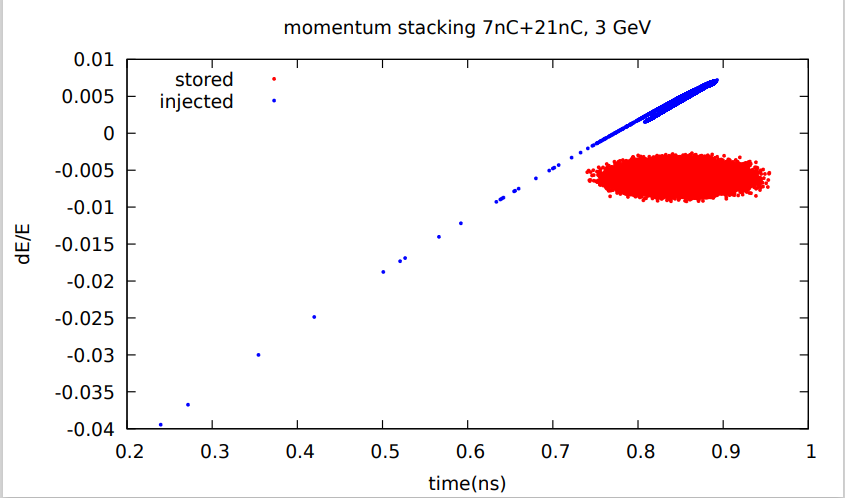 momentum stacking 7nC+21nC, 3 GeV
0.01
0.005
0
-0.005
-0.01
-0.015
-0.02
-0.025
-0.03
-0.035
-0.04
stored
injected
dE/E
0.2 0.3 0.4 0.5 0.6 0.7 0.8 0.9 1
time(ns)